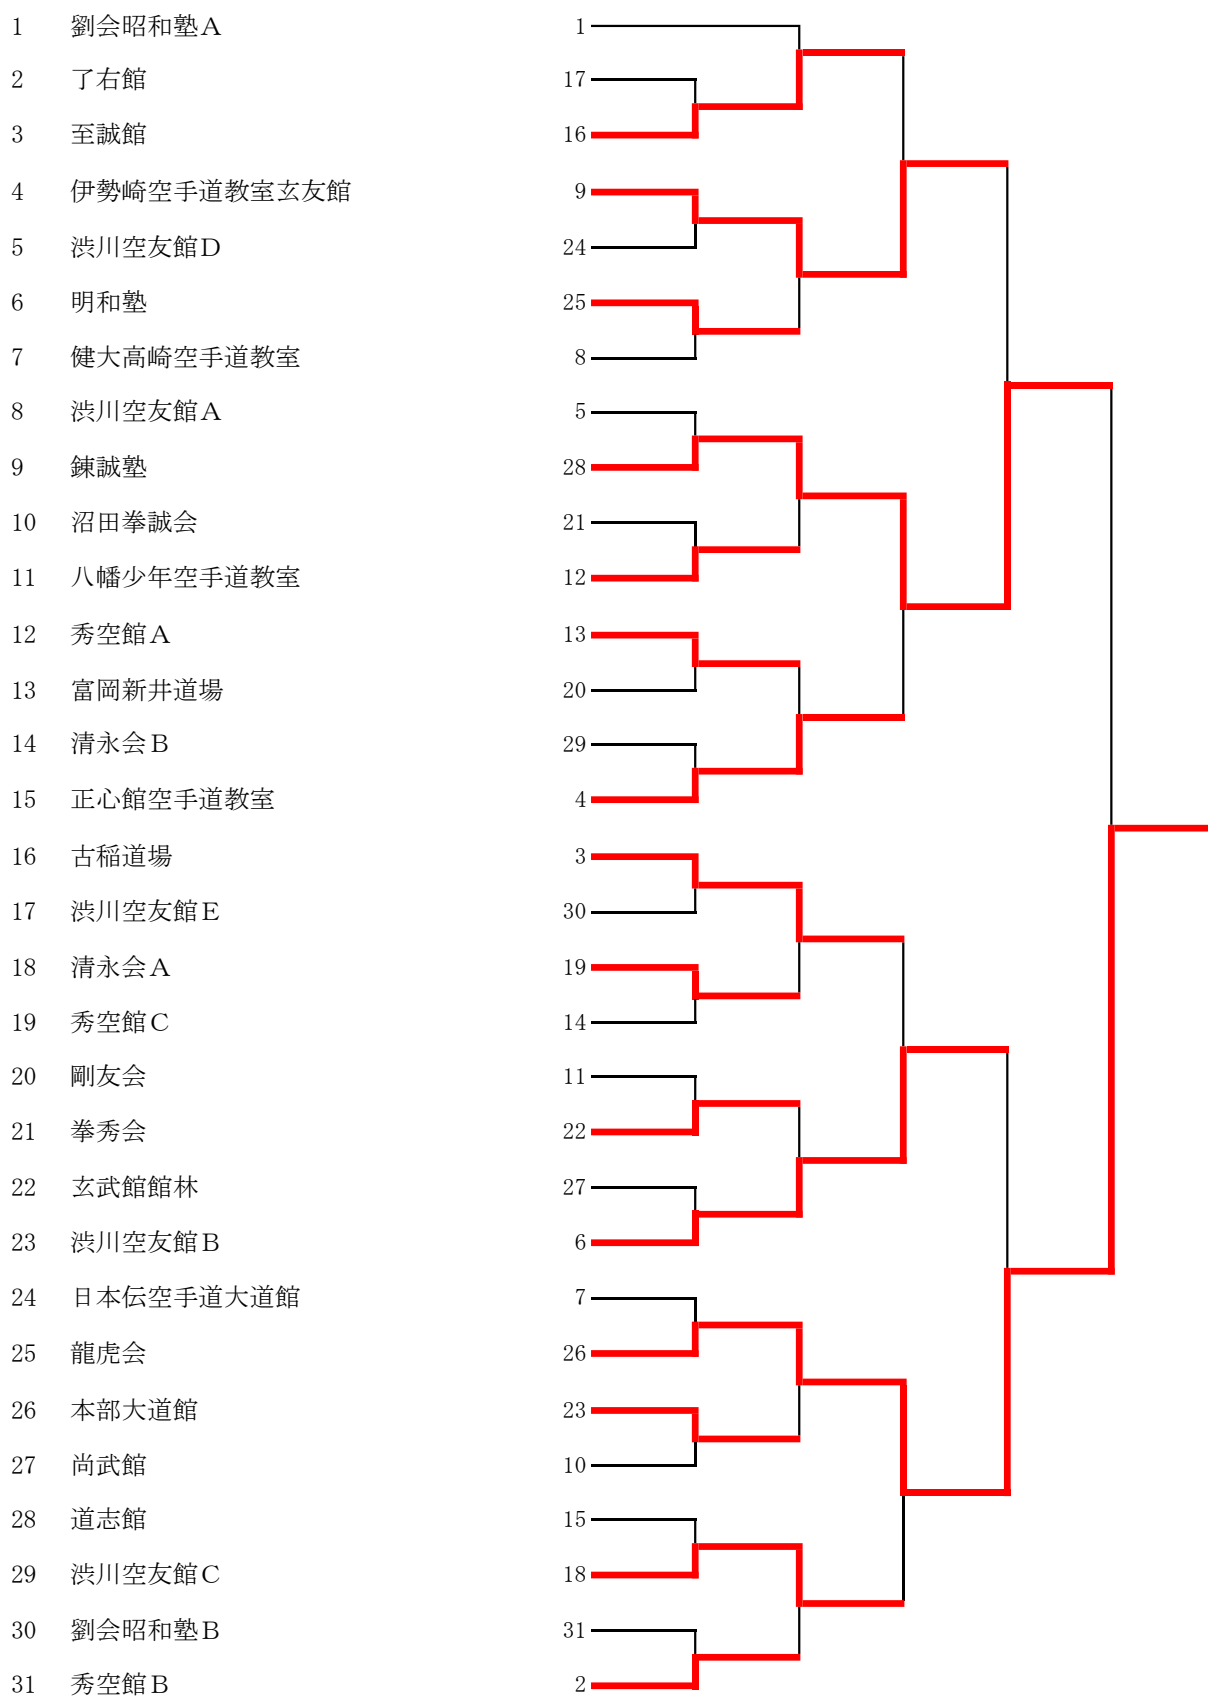 1 劉会昭和塾Ａ 1
2 了右館 17
3 至誠館 16
4 伊勢崎空手道教室玄友館 9
5 渋川空友館Ｄ 24
6 明和塾 25
7 健大高崎空手道教室 8
8 渋川空友館Ａ 5
9 錬誠塾 28
10 沼田拳誠会 21
11 八幡少年空手道教室 12
12 秀空館Ａ 13
13 富岡新井道場 20
14 清永会Ｂ 29
15 正心館空手道教室 4
16 古稲道場 3
17 渋川空友館Ｅ 30
18 清永会Ａ 19
19 秀空館Ｃ 14
20 剛友会 11
21 拳秀会 22
22 玄武館館林 27
23 渋川空友館Ｂ 6
24 日本伝空手道大道館 7
25 龍虎会 26
26 本部大道館 23
27 尚武館 10
28 道志館 15
29 渋川空友館Ｃ 18
30 劉会昭和塾Ｂ 31
31 秀空館Ｂ 2